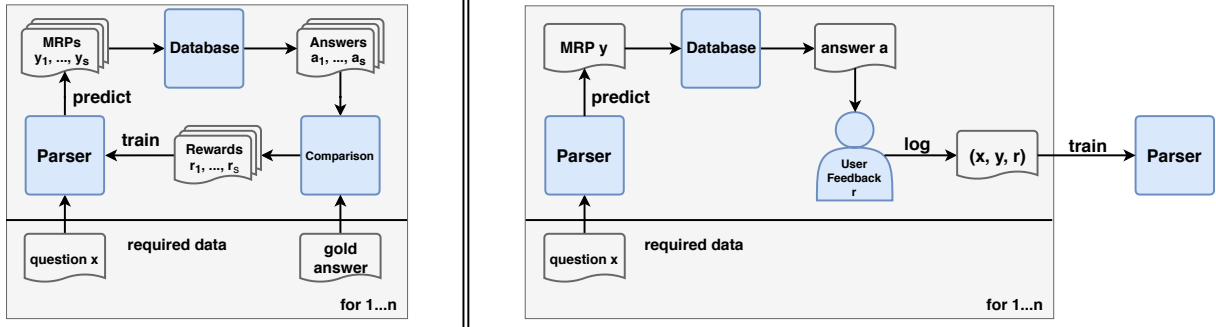 MRPs
y1, ..., ys
Database
Answers
a1, ..., as
predict
Parser
train
Rewards
r1, ..., rs
Comparison
required data
question x
gold
answer
for 1...n
MRP y
Database
answer a
predict
Parser
User
Feedback
r
log
(x, y, r)
train
Parser
required data
question x
for 1...n